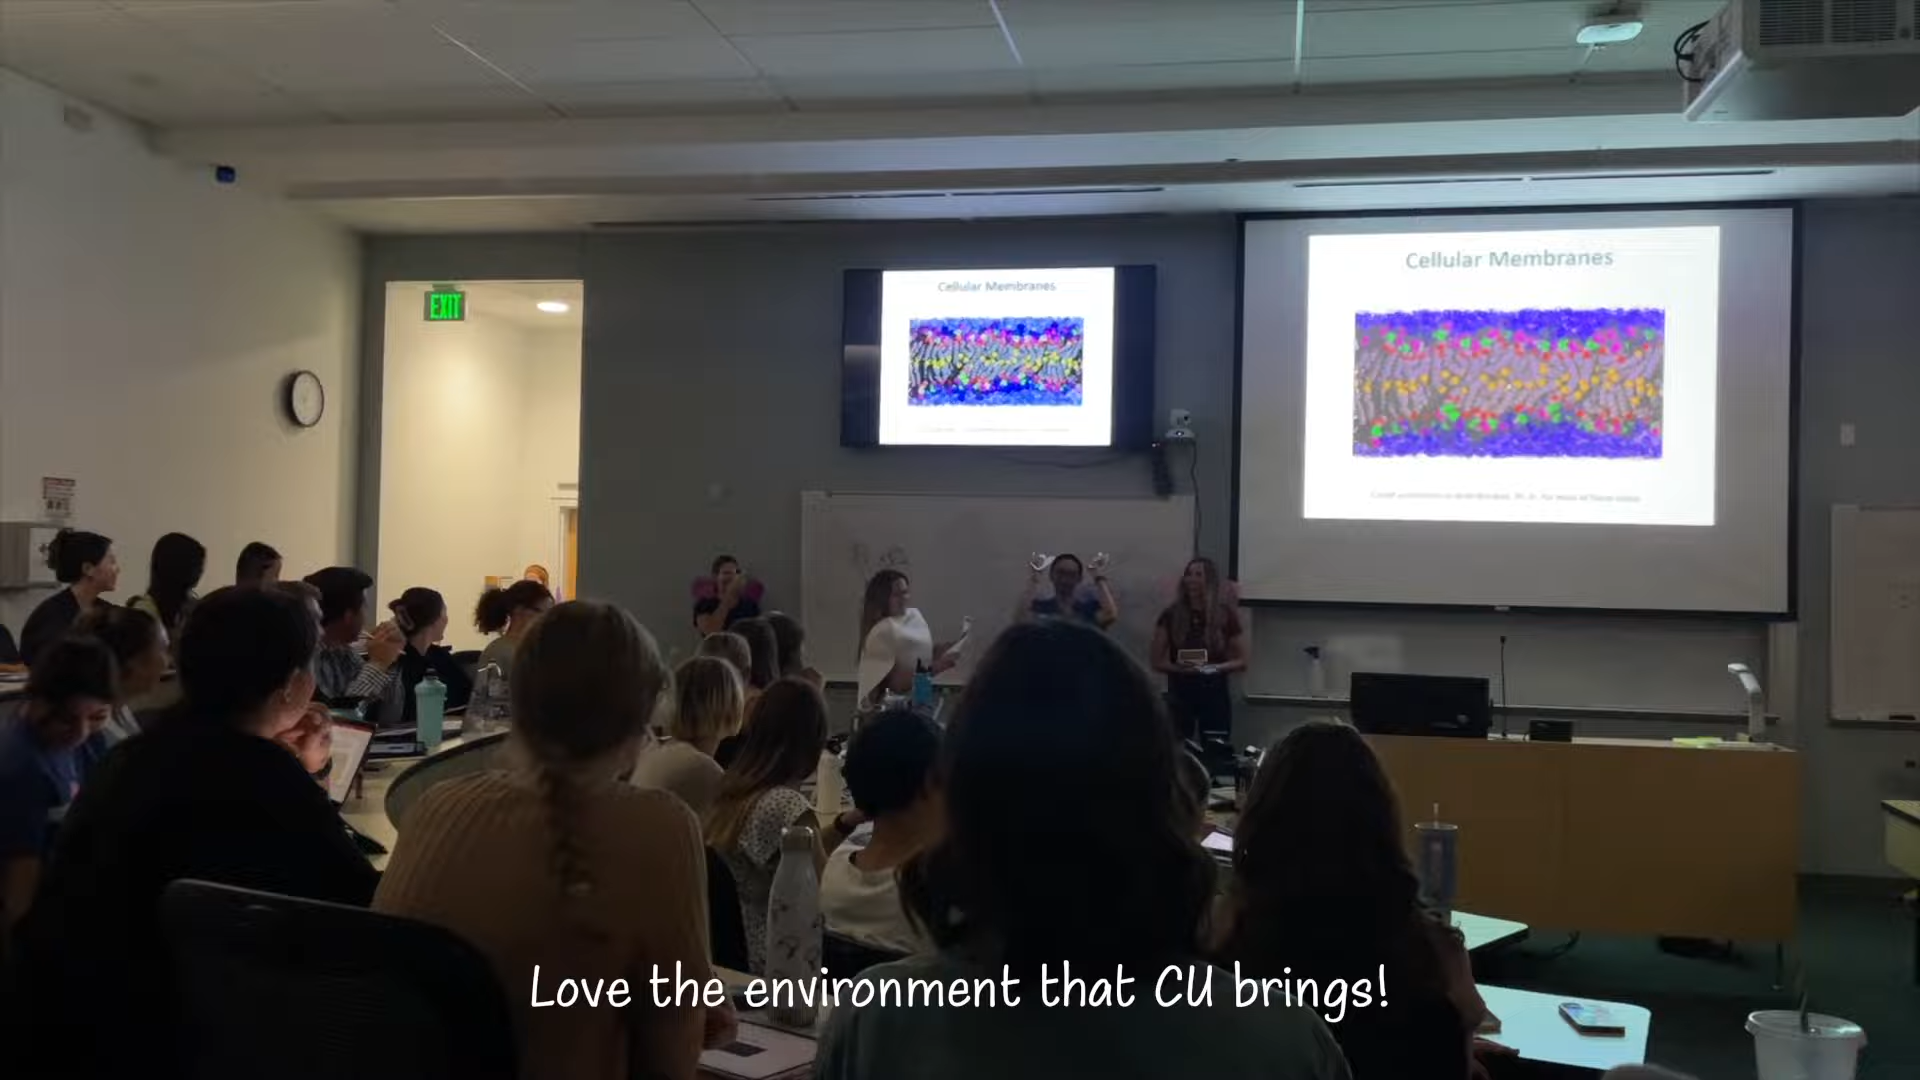 EXIT
Cellular Membranes
Cellular Membranes
Love the environment that CU brings!